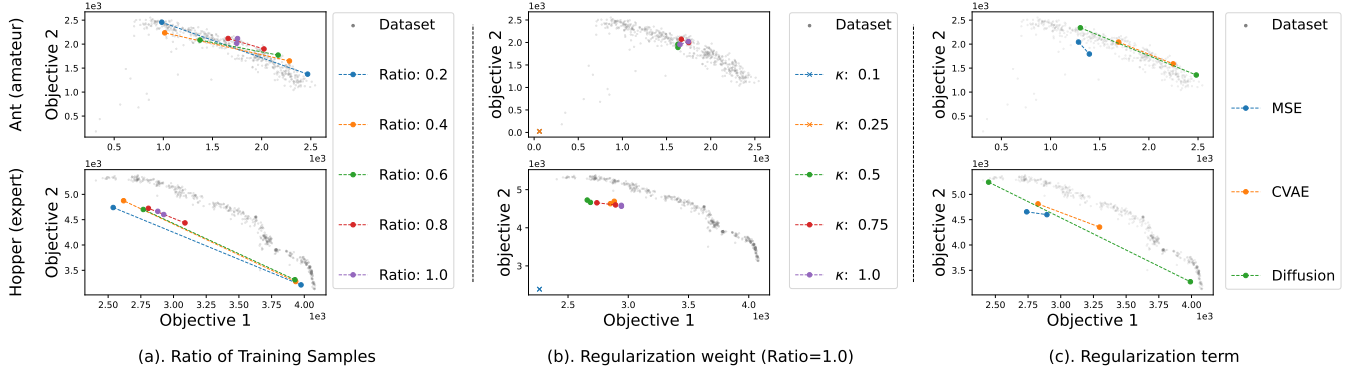 Ant (amateur)
1e3
Objective 2
2.5
2.0
1.5
1.0
0.5
0.5
1.0
1.5
2.0
2.5
1e3
Hopper (expert)
1e3
Objective 2
5.0
4.5
4.0
3.5
2.50
2.75
3.00
3.25
3.50
3.75
4.00
1e3
Objective 1
Dataset
Ratio: 0.2
Ratio: 0.4
Ratio: 0.6
Ratio: 0.8
Ratio: 1.0
(a). Ratio of Training Samples
1e3
objective 2
2.5
2.0
1.5
1.0
0.5
0.0
0.0
0.5
1.0
1.5
2.0
2.5
1e3
1e3
objective 2
5
4
3
2.5
3.0
3.5
4.0
1e3
Objective 1
Dataset
κ: 0.1
κ: 0.25
κ: 0.5
κ: 0.75
κ: 1.0
(b). Regularization weight (Ratio=1.0)
1e3
Objective 2
2.5
2.0
1.5
1.0
0.5
0.5
1.0
1.5
2.0
2.5
1e3
1e3
objective 2
5.0
4.5
4.0
3.5
2.50
2.75
3.00
3.25
3.50
3.75
4.00
1e3
Objective 1
Dataset
MSE
CVAE
Diffusion
(c). Regularization term